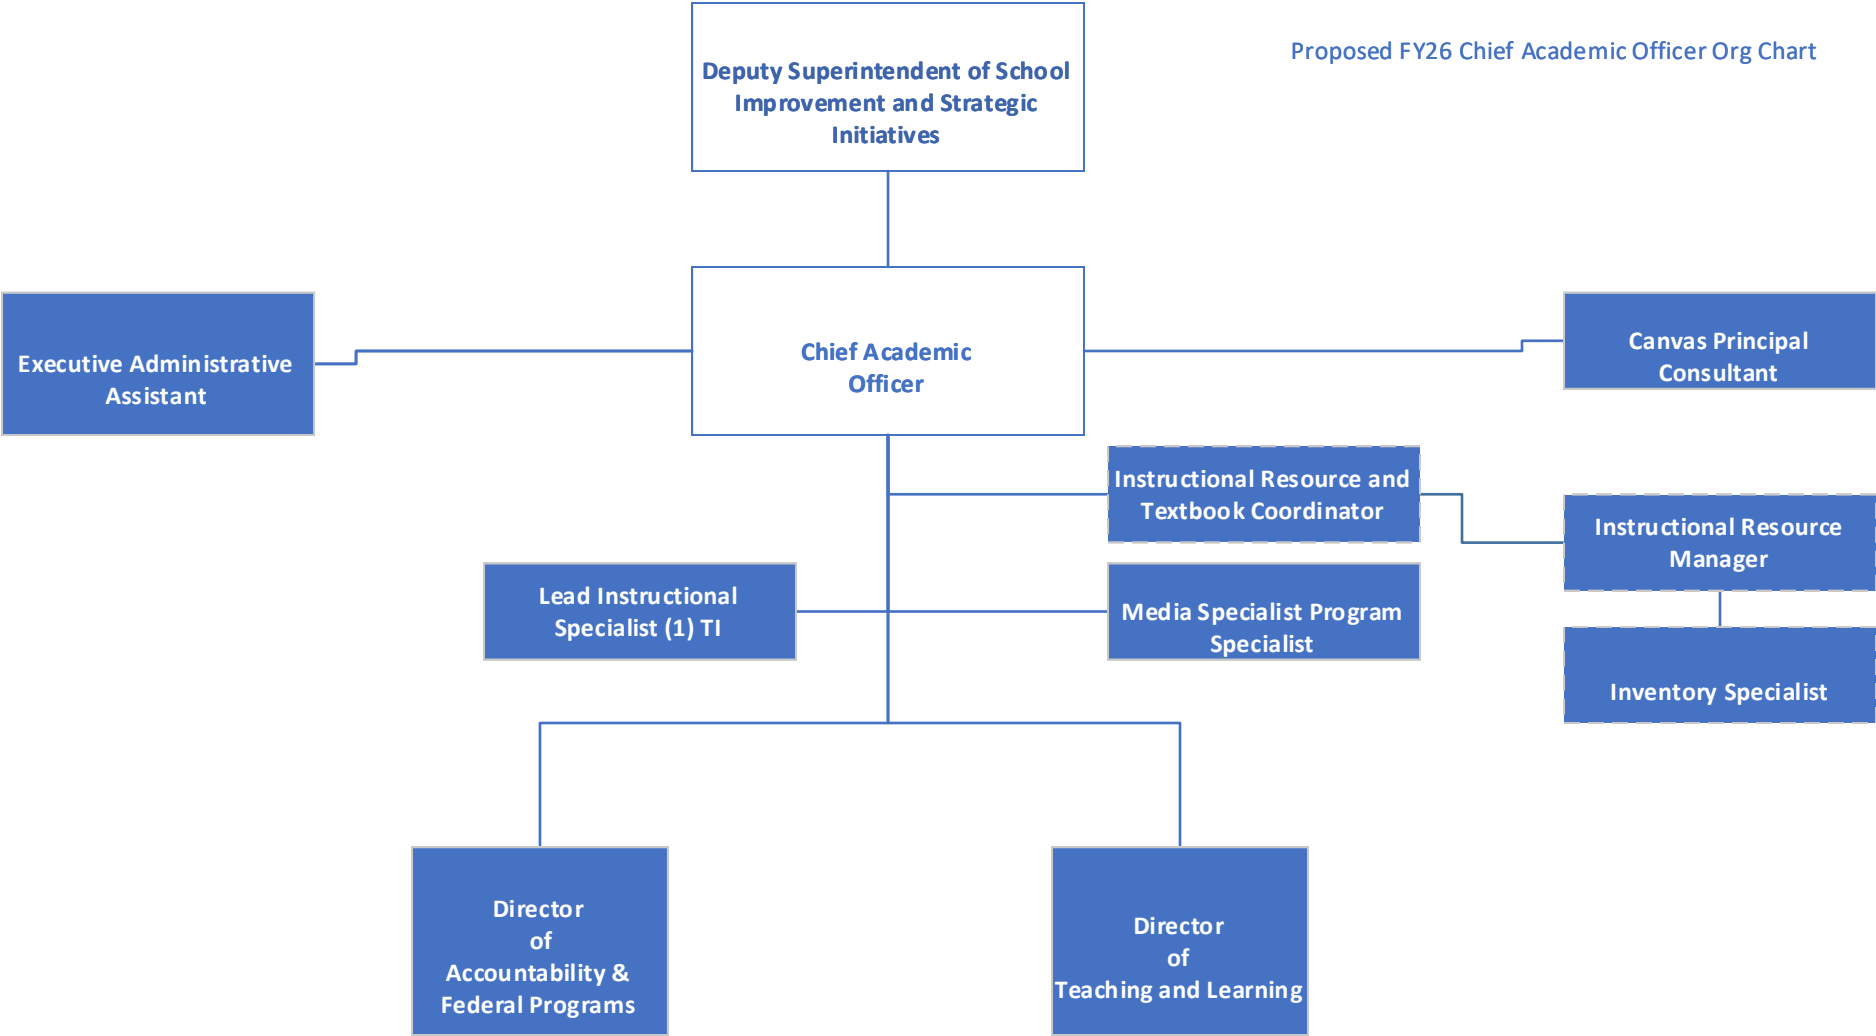 Proposed FY26 Chief Academic Officer Org Chart
Deputy Superintendent of School
Improvement and Strategic
Initiatives
Executive Administrative
Assistant
Chief Academic
Officer
Canvas Principal
Consultant
Instructional Resource and
Textbook Coordinator
Instructional Resource
Manager
Lead Instructional
Specialist (1) TI
Media Specialist Program
Specialist
Inventory Specialist
Director
of
Accountability &
Federal Programs
Director
of
Teaching and Learning